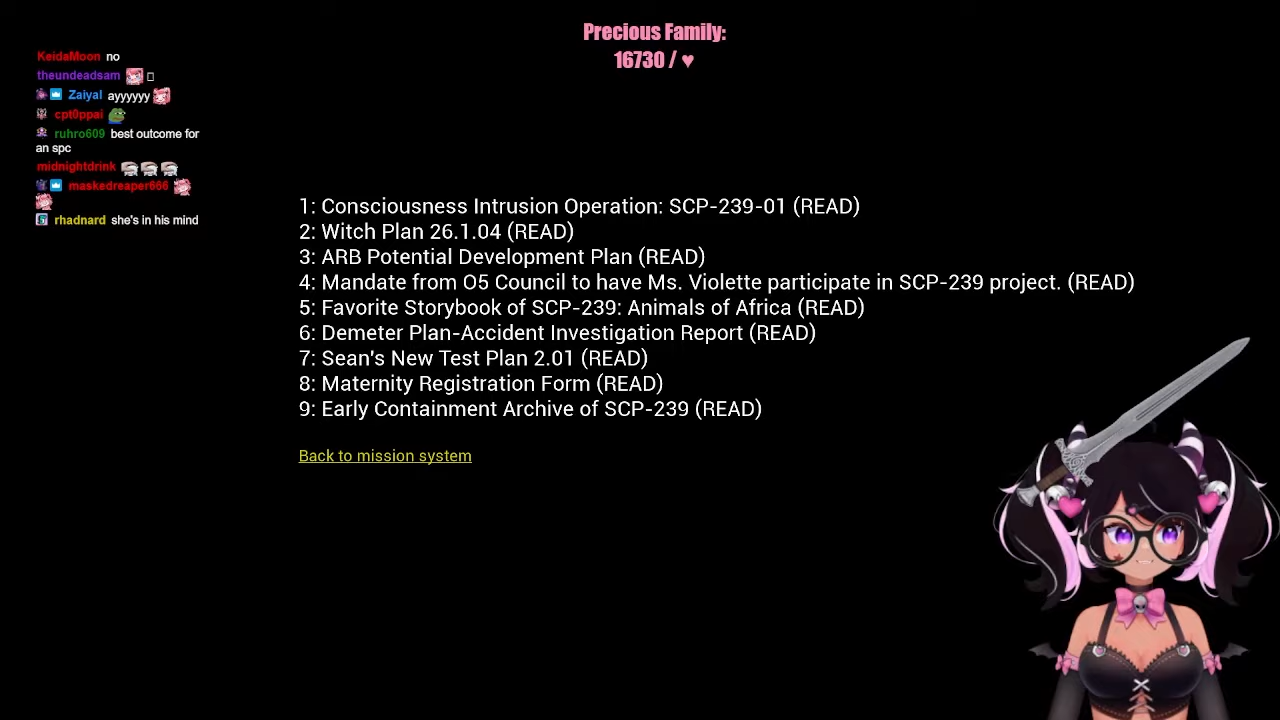 Precious Family:
16730 / ♥
KeidaMoon no
theundeadsam
Zaiyal ayyyyyy
cpt0ppai
ruhro609 best outcome for
an spc
midnightdrink
maskedreaper666
rhadnard she's in his mind
1: Consciousness Intrusion Operation: SCP-239-01 (READ)
2: Witch Plan 26.1.04 (READ)
3: ARB Potential Development Plan (READ)
4: Mandate from O5 Council to have Ms. Violette participate in SCP-239 project. (READ)
5: Favorite Storybook of SCP-239: Animals of Africa (READ)
6: Demeter Plan-Accident Investigation Report (READ)
7: Sean's New Test Plan 2.01 (READ)
8: Maternity Registration Form (READ)
9: Early Containment Archive of SCP-239 (READ)
Back to mission system